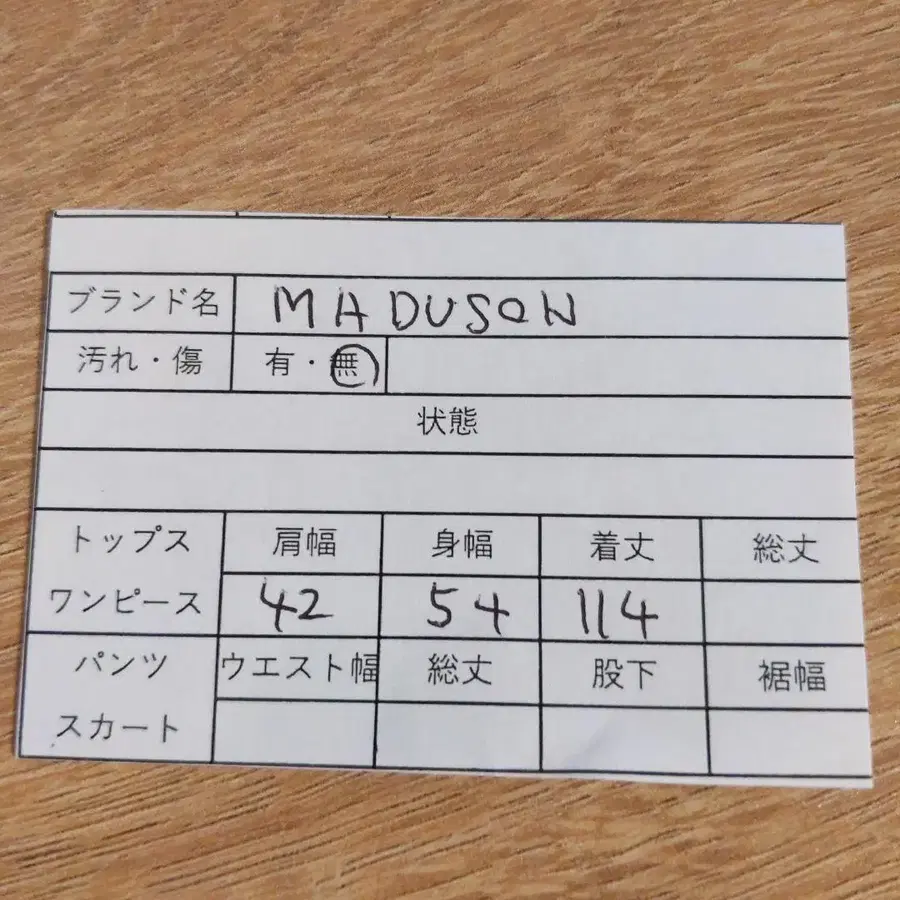 ブランド名 MADUSON
汚れ・傷 有・無
状態
トップス 肩幅 身幅 着丈 総丈
ワンピース 42 54 114
パンツ ウエスト幅 総丈 股下 裾幅
スカート